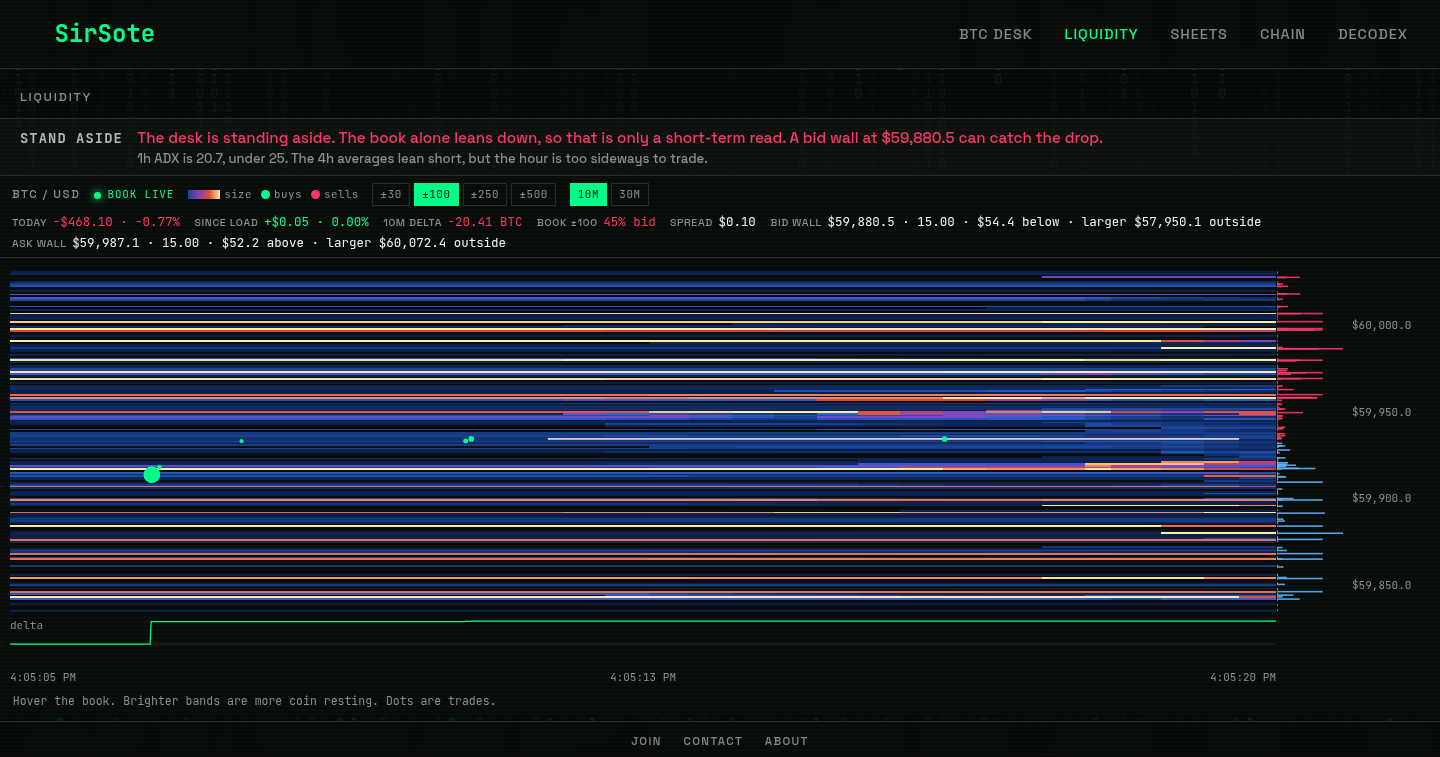 SirSote
BTC DESK LIQUIDITY SHEETS CHAIN DECODEX
LIQUIDITY
STAND ASIDE The desk is standing aside. The book alone leans down, so that is only a short-term read. A bid wall at $59,880.5 can catch the drop.
1h ADX is 20.7, under 25. The 4h averages lean short, but the hour is too sideways to trade.
BTC / USD BOOK LIVE size buys sells ±30 ±100 ±250 ±500 10M 30M
TODAY -$468.10 · -0.77% SINCE LOAD +$0.05 · 0.00% 10M DELTA -20.41 BTC BOOK ±100 45% bid SPREAD $0.10 BID WALL $59,880.5 · 15.00 · $54.4 below · larger $57,950.1 outside
ASK WALL $59,987.1 · 15.00 · $52.2 above · larger $60,072.4 outside
$60,000.0
$59,950.0
$59,900.0
$59,850.0
delta
4:05:05 PM 4:05:13 PM 4:05:20 PM
Hover the book. Brighter bands are more coin resting. Dots are trades.
JOIN CONTACT ABOUT